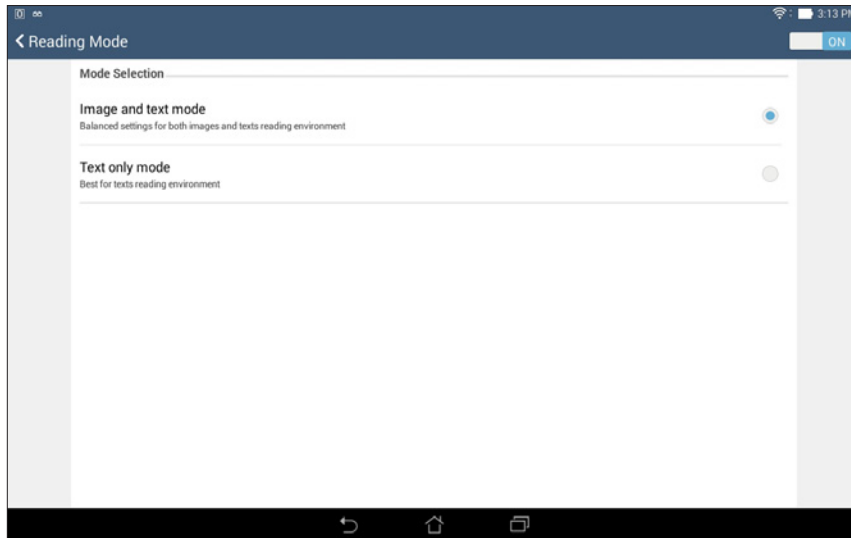 3:13 PM
Reading Mode
ON
Mode Selection
Image and text mode
Balanced settings for both images and texts reading environment
Text only mode
Best for texts reading environment